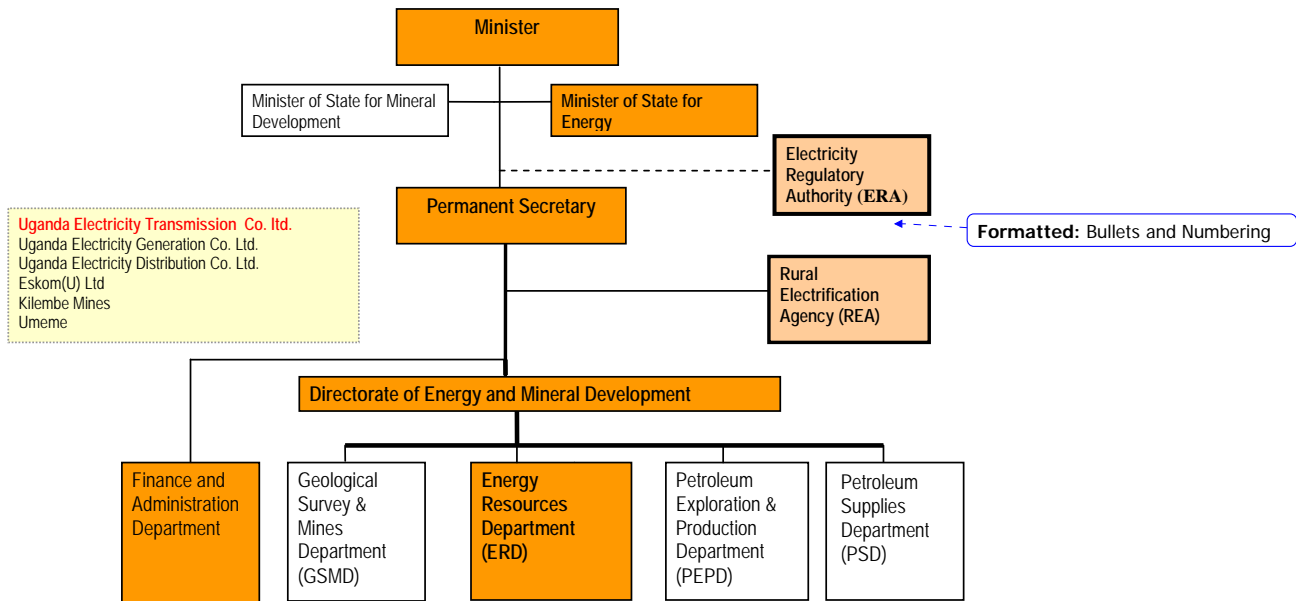 Minister
Minister of State for Mineral
Development
Minister of State for
Energy
Electricity
Regulatory
Authority (ERA)
Permanent Secretary
Uganda Electricity Transmission Co. ltd.
Uganda Electricity Generation Co. Ltd.
Uganda Electricity Distribution Co. Ltd.
Eskom(U) Ltd
Kilembe Mines
Umeme
Formatted: Bullets and Numbering
Rural
Electrification
Agency (REA)
Directorate of Energy and Mineral Development
Finance and
Administration
Department
Geological
Survey &
Mines
Department
(GSMD)
Energy
Resources
Department
(ERD)
Petroleum
Exploration &
Production
Department
(PEPD)
Petroleum
Supplies
Department
(PSD)